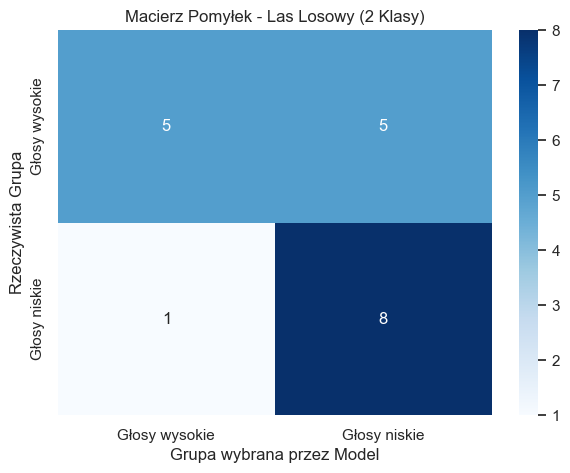 Macierz Pomyłek - Las Losowy (2 Klasy)
Rzeczywista Grupa
Głosy wysokie
Głosy niskie
5
5
1
8
Głosy wysokie
Głosy niskie
Grupa wybrana przez Model
8
7
6
5
4
3
2
1